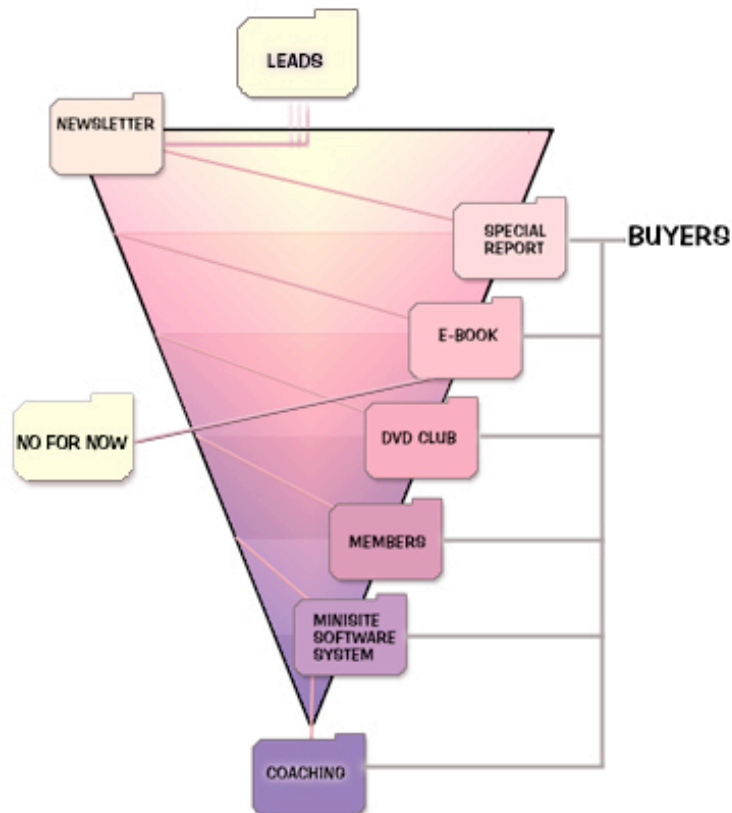 LEADS
NEWSLETTER
SPECIAL
REPORT
BUYERS
E-BOOK
NO FOR NOW
DVD CLUB
MEMBERS
MINISITE
SOFTWARE
SYSTEM
COACHING